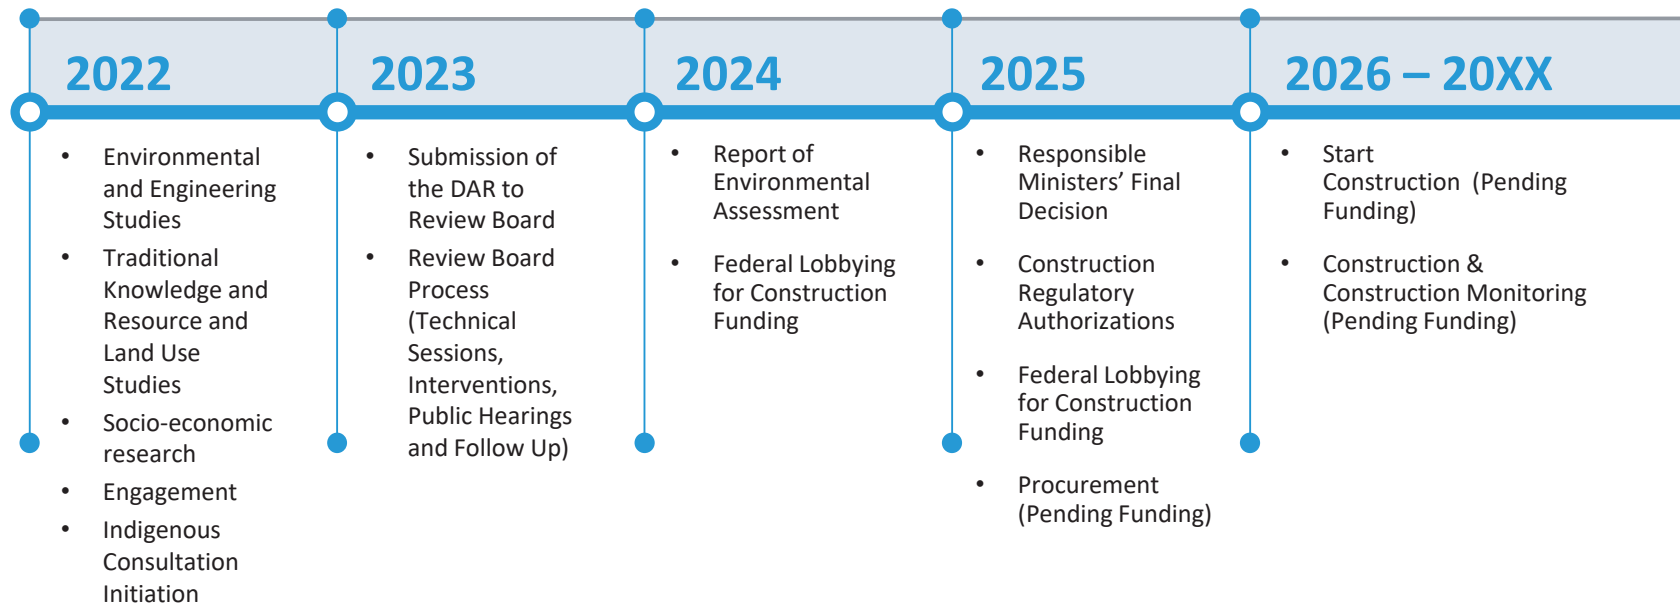 2022
• Environmental
and Engineering
Studies
• Traditional
Knowledge and
Resource and
Land Use
Studies
• Socio-economic
research
• Engagement
• Indigenous
Consultation
Initiation
2023
• Submission of
the DAR to
Review Board
• Review Board
Process
(Technical
Sessions,
Interventions,
Public Hearings
and Follow Up)
2024
• Report of
Environmental
Assessment
• Federal Lobbying
for Construction
Funding
2025
• Responsible
Ministers’ Final
Decision
• Construction
Regulatory
Authorizations
• Federal Lobbying
for Construction
Funding
• Procurement
(Pending Funding)
2026 – 20XX
• Start
Construction (Pending
Funding)
• Construction &
Construction Monitoring
(Pending Funding)